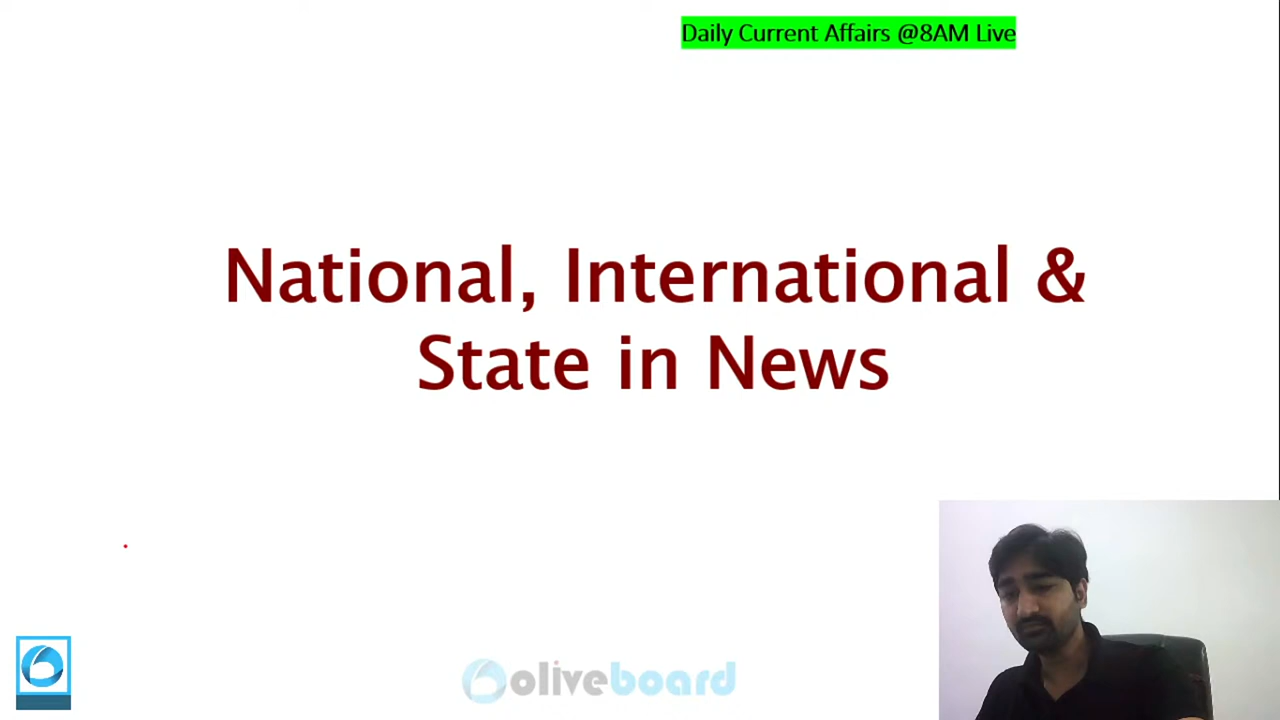 Daily Current Affairs @8AM Live
National, International &
State in News
oliveboard